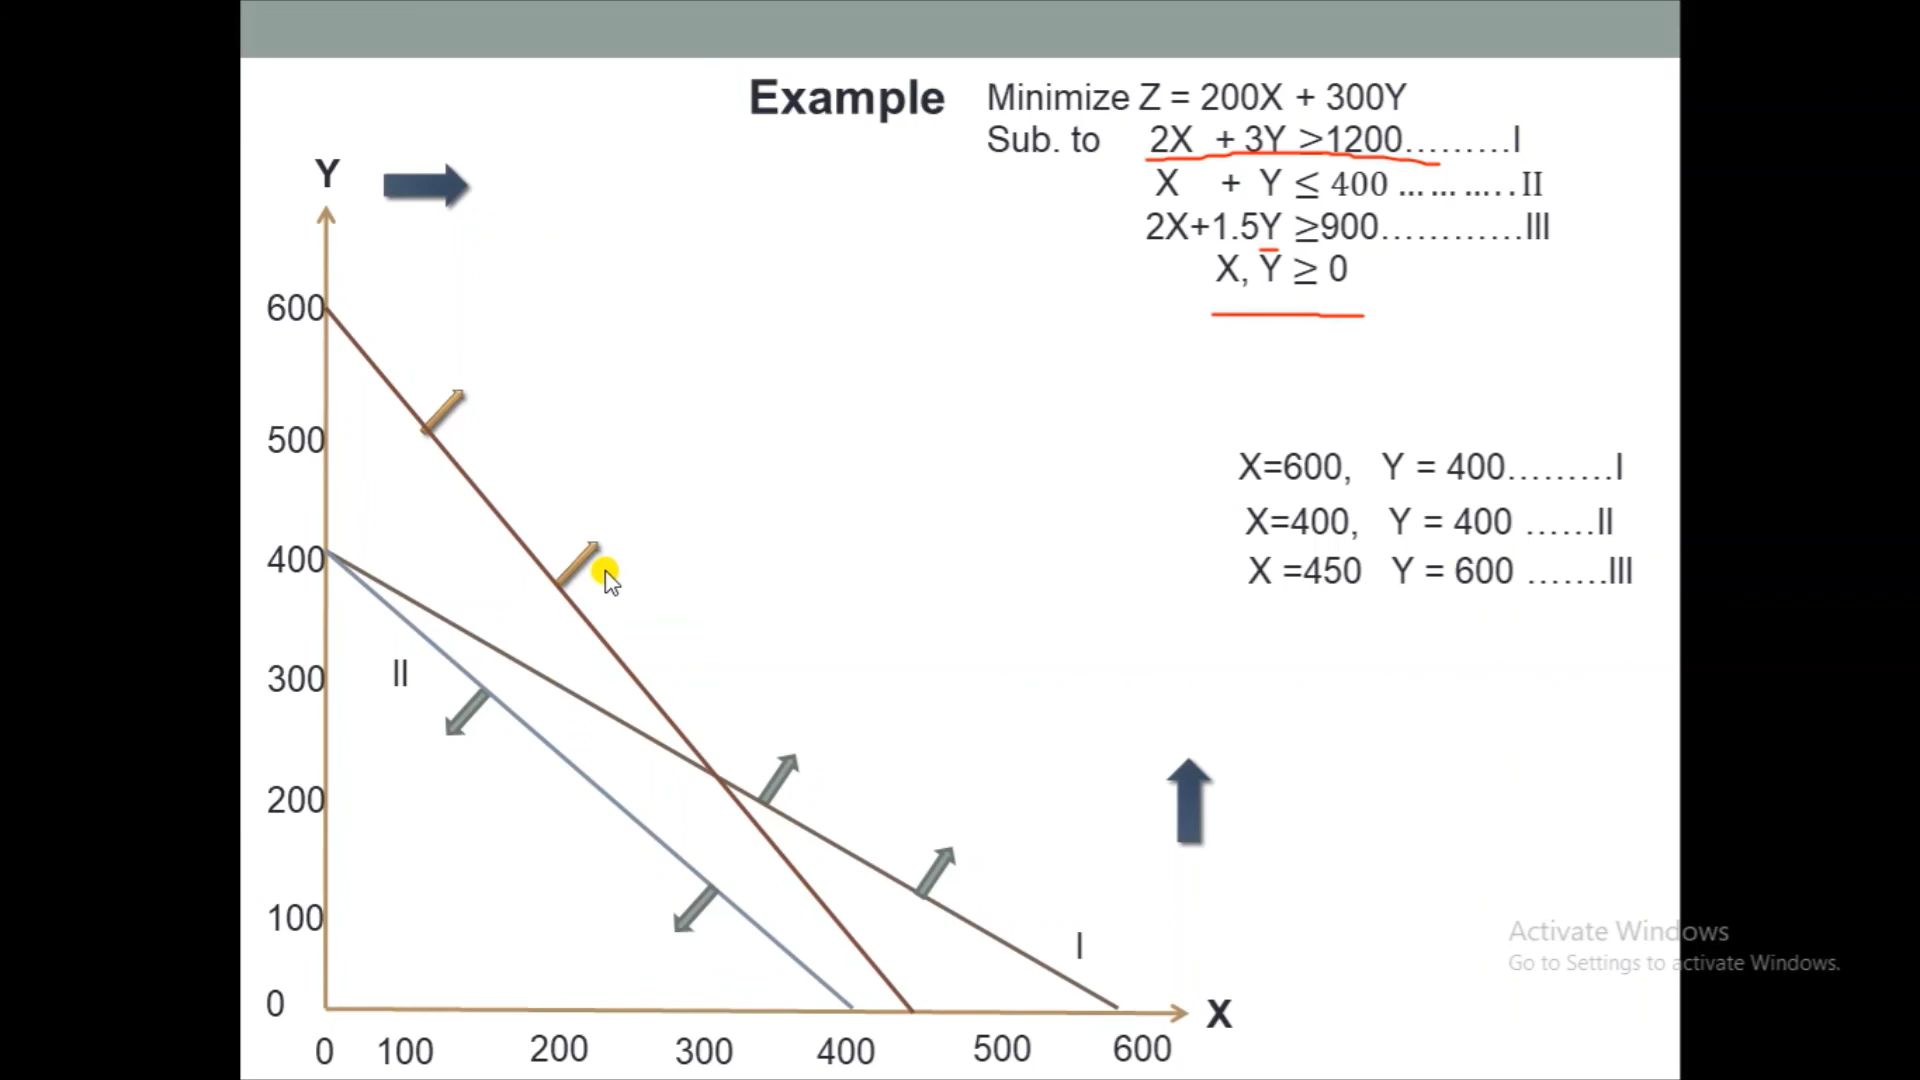 Example
Minimize Z = 200X + 300Y
Sub. to 2X + 3Y ≥1200.........I
X + Y ≤ 400 ... ... ... . . II
2X+1.5Y ≥900............III
X, Y ≥ 0
Y
600
500
400
300
200
100
0
II
I
X=600, Y = 400.........I
X=400, Y = 400 ......II
X =450 Y = 600 .......III
X
0 100 200 300 400 500 600
Activate Windows
Go to Settings to activate Windows.